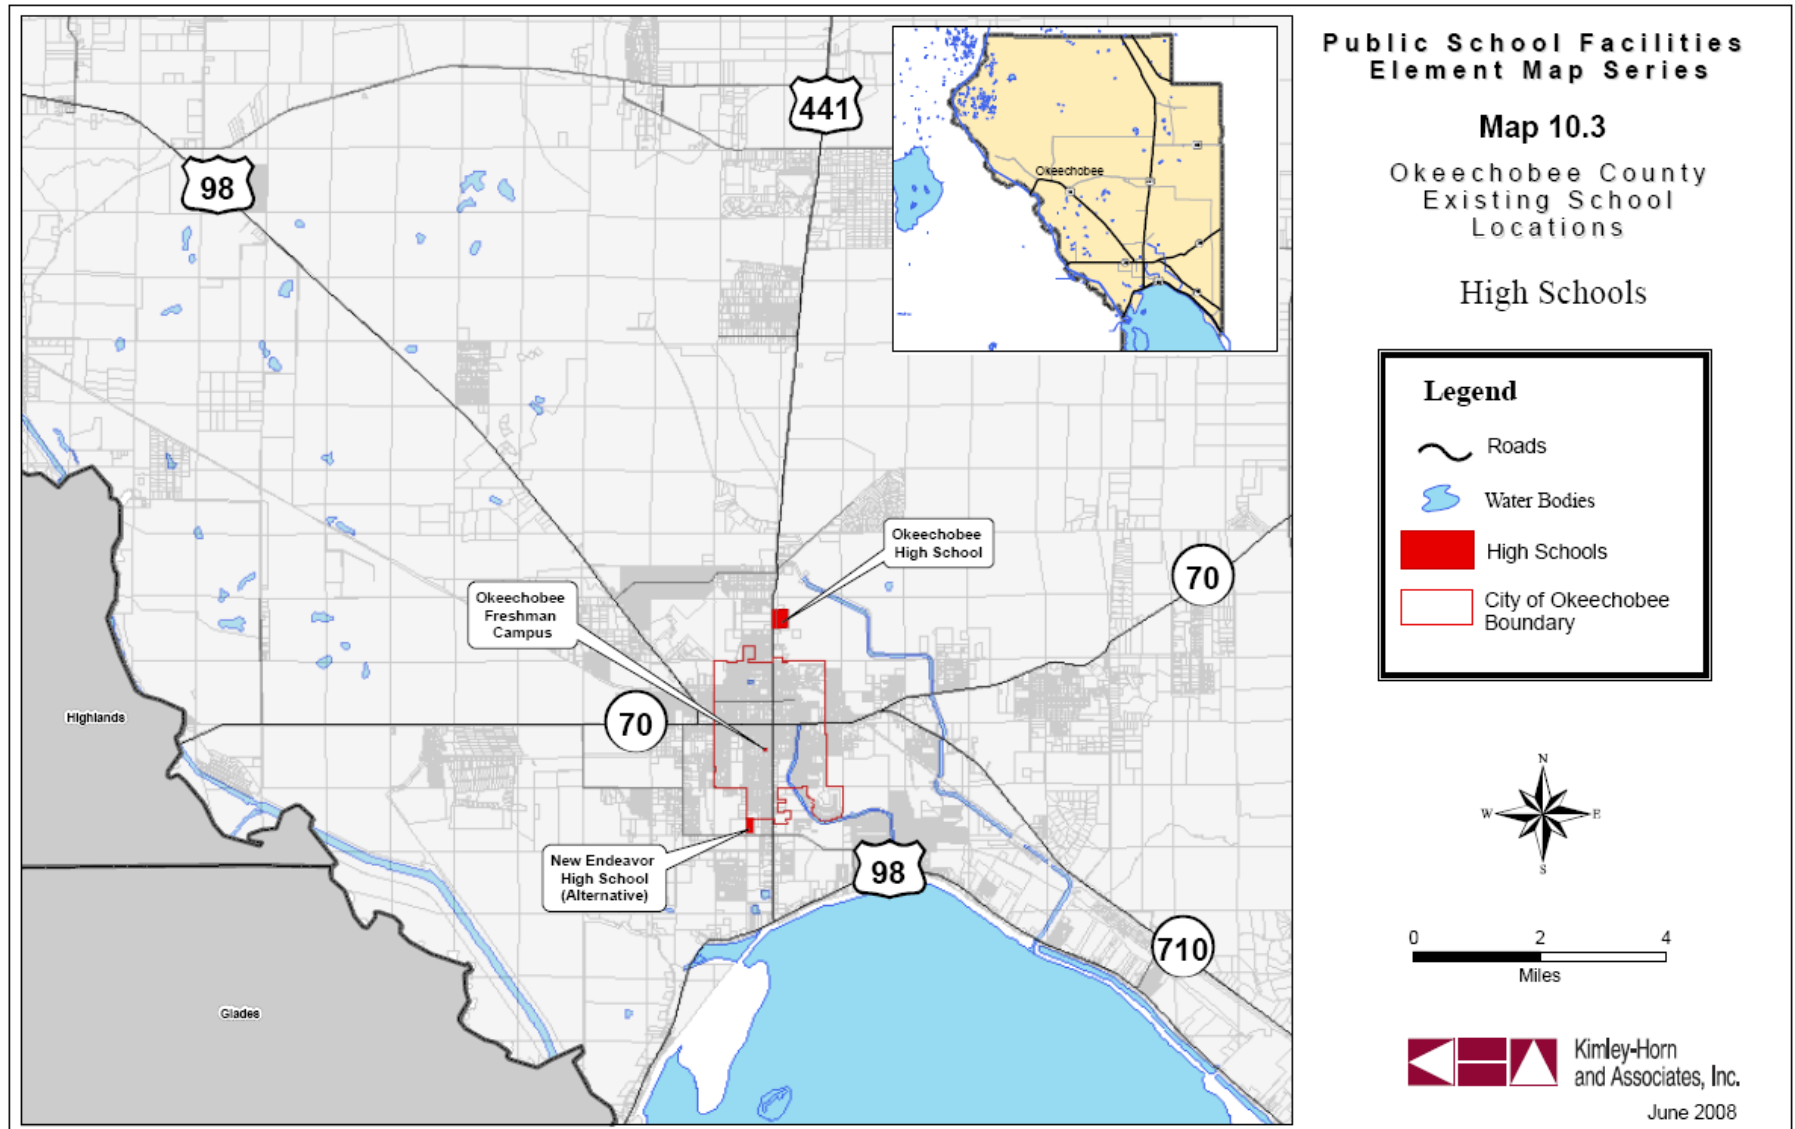 Public School Facilities
Element Map Series
Map 10.3
Okeechobee County
Existing School
Locations
High Schools
Legend
Roads
Water Bodies
High Schools
City of Okeechobee
Boundary
N
W
E
S
0
2
4
Miles
Kimley-Horn
and Associates, Inc.
June 2008
441
98
Okeechobee
Okeechobee
High School
70
Okeechobee
Freshman
Campus
Highlands
70
New Endeavor
High School
(Alternative)
98
710
Glades